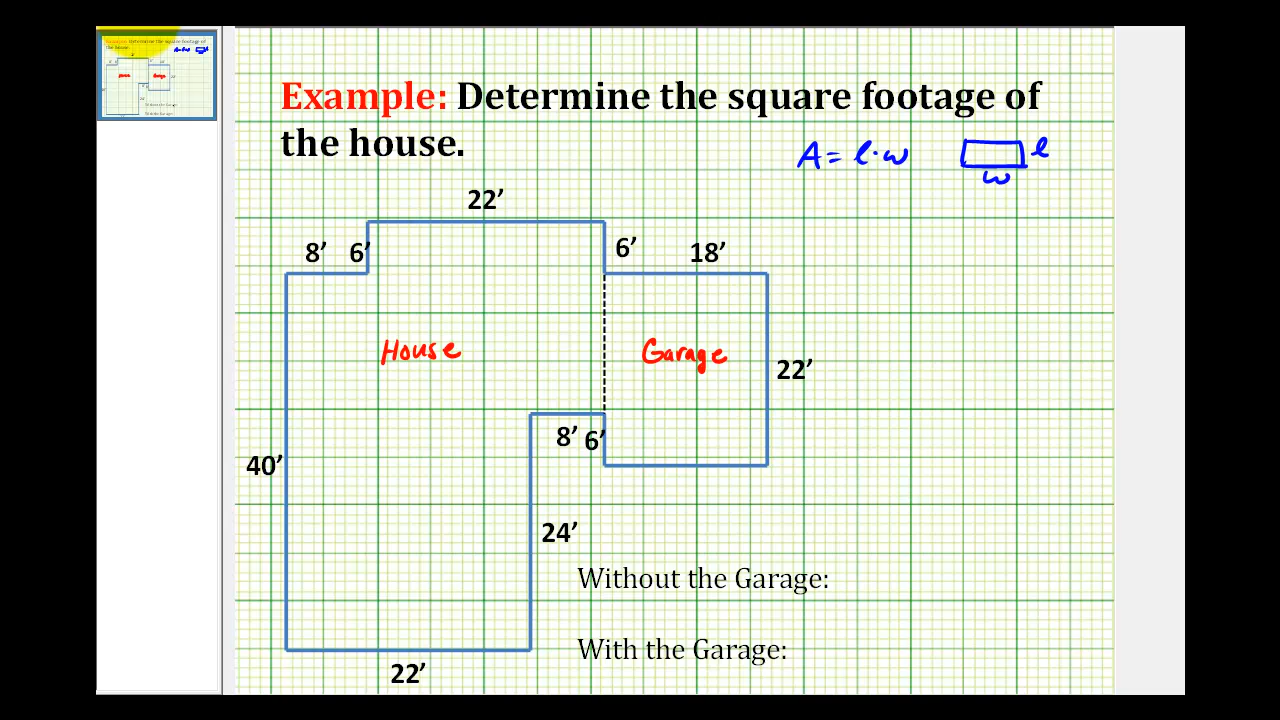 Example: Determine the square footage of
the house.
A = l · w
l
w
22’
8’ 6’
6’ 18’
House
Garage
22’
8’ 6’
40’
24’
Without the Garage:
With the Garage:
22’